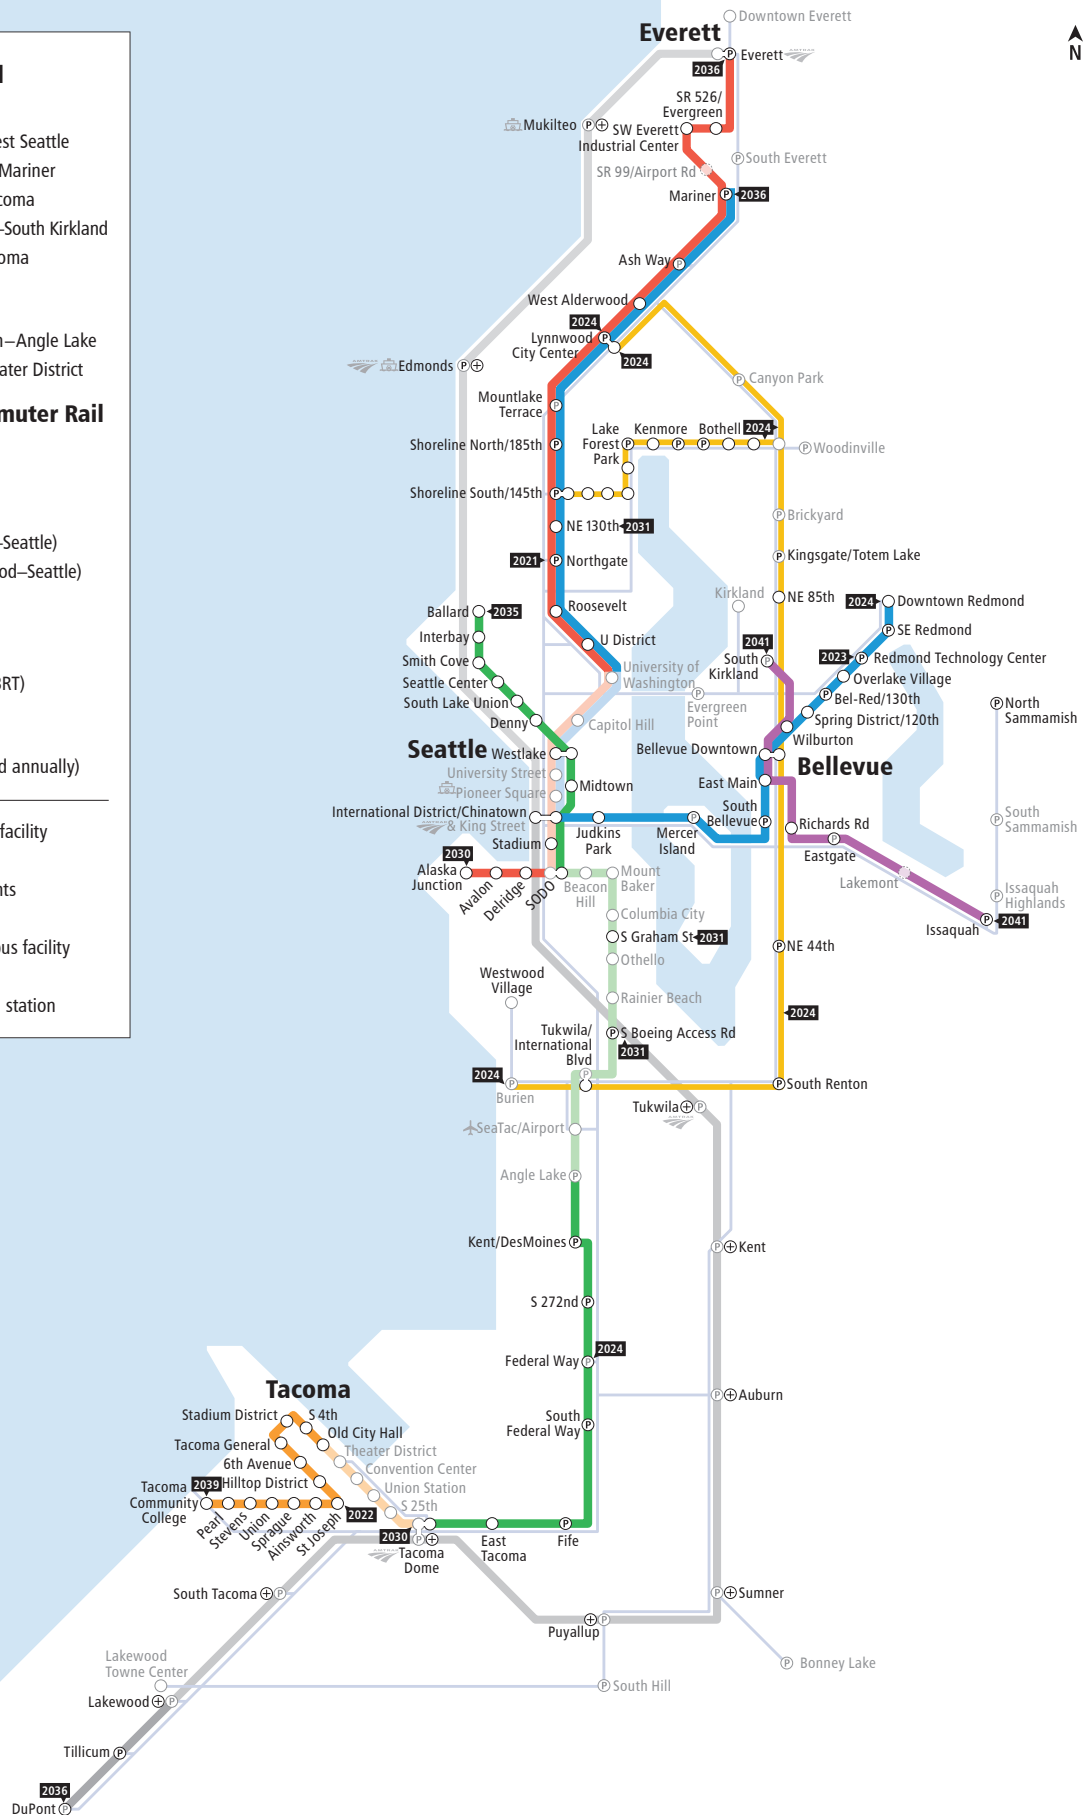 Downtown Everett
Everett
Everett
N
2036
SR 526/
Evergreen
Mukilteo
SW Everett
Industrial Center
South Everett
SR 99/Airport Rd
Mariner
2036
Ash Way
West Alderwood
2024
Lynnwood
City Center
2024
Edmonds
Canyon Park
Mountlake
Terrace
Lake
Forest
Park
Kenmore
Bothell
2024
Shoreline North/185th
Woodinville
Shoreline South/145th
Brickyard
NE 130th
2031
2021
Northgate
Kingsgate/Totem Lake
Kirkland
NE 85th
2024
Downtown Redmond
Ballard
2035
Roosevelt
SE Redmond
Interbay
U District
2041
2023
Redmond Technology Center
Smith Cove
South
Kirkland
University of
Washington
Overlake Village
Seattle Center
Bel-Red/130th
South Lake Union
Evergreen
Point
North
Sammamish
Denny
Capitol Hill
Spring District/120th
Wilburton
Seattle
Westlake
Bellevue Downtown
Bellevue
University Street
Midtown
East Main
Pioneer Square
International District/Chinatown
& King Street
South
Bellevue
Richards Rd
South
Sammamish
Stadium
Judkins
Park
Mercer
Island
Eastgate
2030
Alaska
Junction
Avalon
Delridge
SODO
Beacon
Hill
Mount
Baker
Lakemont
Issaquah
Highlands
Columbia City
Issaquah
2041
S Graham St
2031
NE 44th
Othello
Westwood
Village
Rainier Beach
2024
Tukwila/
International
Blvd
S Boeing Access Rd
2031
2024
Burien
South Renton
Tukwila
SeaTac/Airport
Angle Lake
Kent/DesMoines
Kent
S 272nd
2024
Federal Way
Auburn
South
Federal Way
Tacoma
Stadium District
S 4th
Old City Hall
Tacoma General
Theater District
6th Avenue
Convention Center
2039
Hilltop District
Union Station
Tacoma
Community
College
S 25th
2022
Pearl
Stevens
Union
Sprague
Ainsworth
St Joseph
2030
Tacoma
Dome
East
Tacoma
Fife
South Tacoma
Sumner
Puyallup
Lakewood
Towne Center
Bonney Lake
South Hill
Lakewood
Tillicum
2036
DuPont
est Seattle
Mariner
coma
-South Kirkland
oma
n–Angle Lake
ater District
muter Rail
-Seattle)
od–Seattle)
BRT)
d annually)
facility
nts
us facility
station